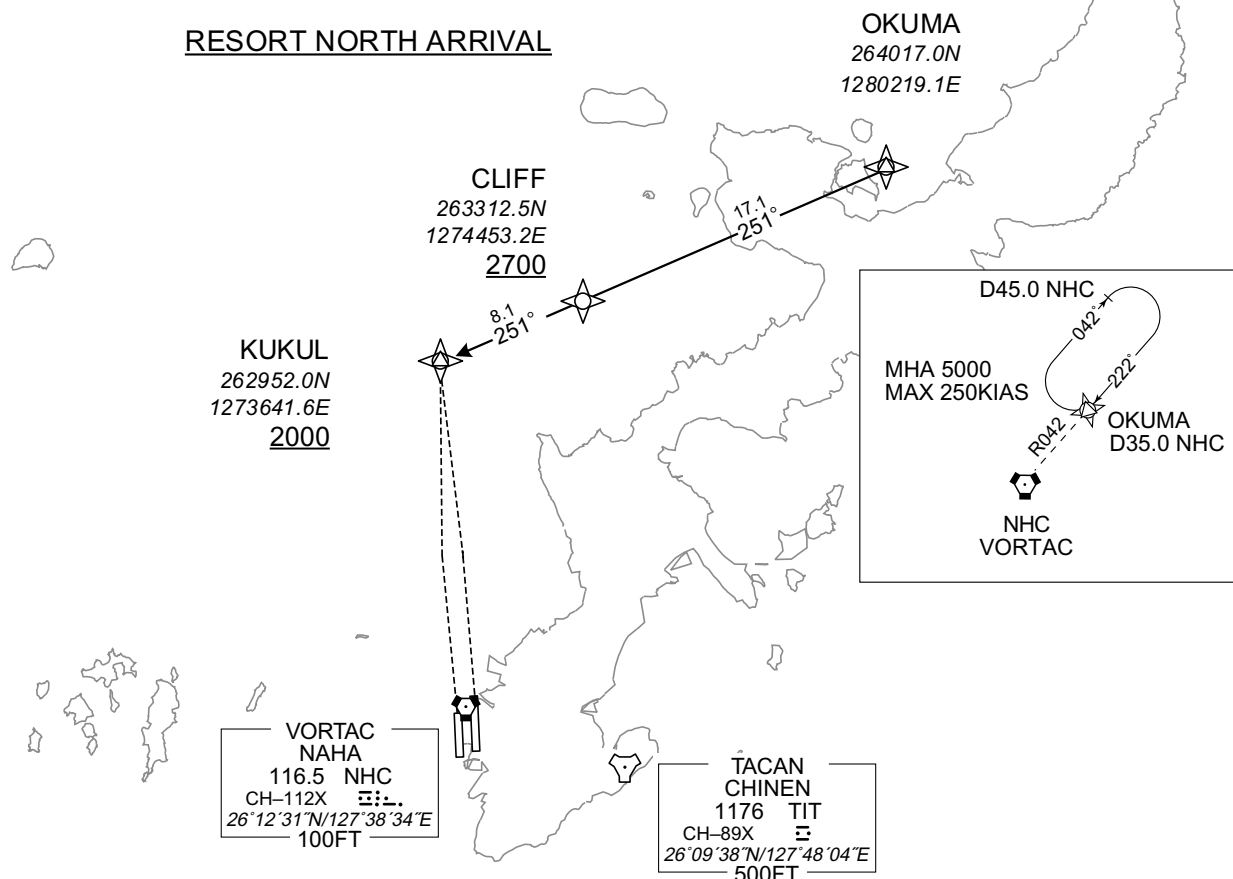 RESORT NORTH ARRIVAL
OKUMA
264017.0N
1280219.1E
CLIFF
263312.5N
1274453.2E
2700
17.1
251°
8.1
251°
KUKUL
262952.0N
1273641.6E
2000
D45.0 NHC
042°
222°
MHA 5000
MAX 250KIAS
OKUMA
D35.0 NHC
R042
NHC
VORTAC
VORTAC
NAHA
116.5 NHC
CH–112X
26°12´31˝N/127°38´34˝E
100FT
TACAN
CHINEN
1176 TIT
CH–89X
26°09´38˝N/127°48´04˝E
500FT